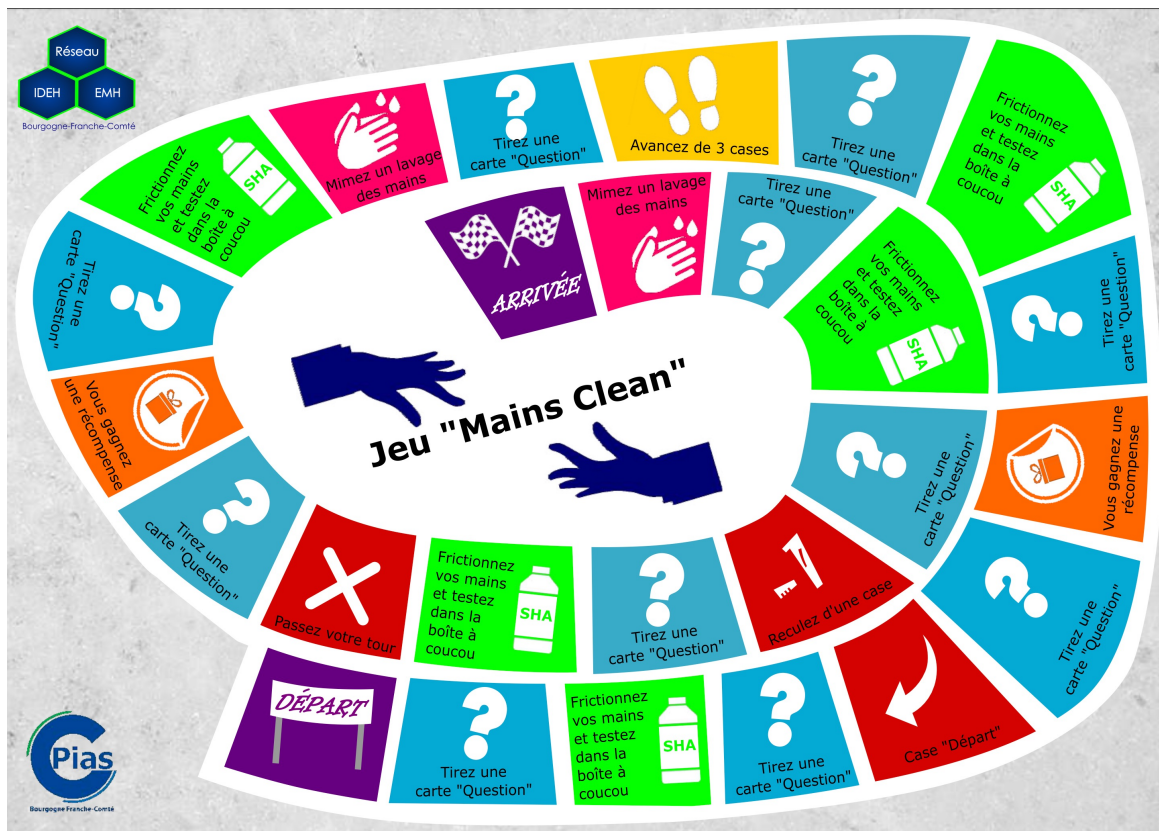 Réseau
IDEH
EMH
Bourgogne-Franche-Comté
Frictionnez
vos mains
et testez
dans la
boîte à
coucou
SHA
Mimez un lavage
des mains
Tirez une
carte "Question"
Avancez de 3 cases
Tirez une
carte "Question"
Frictionnez
vos mains
et testez
dans la
boîte à
coucou
SHA
Tirez une
carte "Question"
ARRIVÉE
Mimez un lavage
des mains
Tirez une
carte "Question"
Frictionnez
vos mains
et testez
dans la
boîte à
coucou
SHA
Tirez une
carte "Question"
Vous gagnez
une récompense
Jeu "Mains Clean"
Tirez une
carte "Question"
Vous gagnez une
récompense
Tirez une
carte "Question"
Passez votre tour
Frictionnez
vos mains
et testez
dans la
boîte à
coucou
SHA
Tirez une
carte "Question"
Reculez d'une case
Tirez une
carte "Question"
DÉPART
Tirez une
carte "Question"
Frictionnez
vos mains
et testez
dans la
boîte à
coucou
SHA
Tirez une
carte "Question"
Case "Départ"
CPias
Bourgogne Franche-Comté